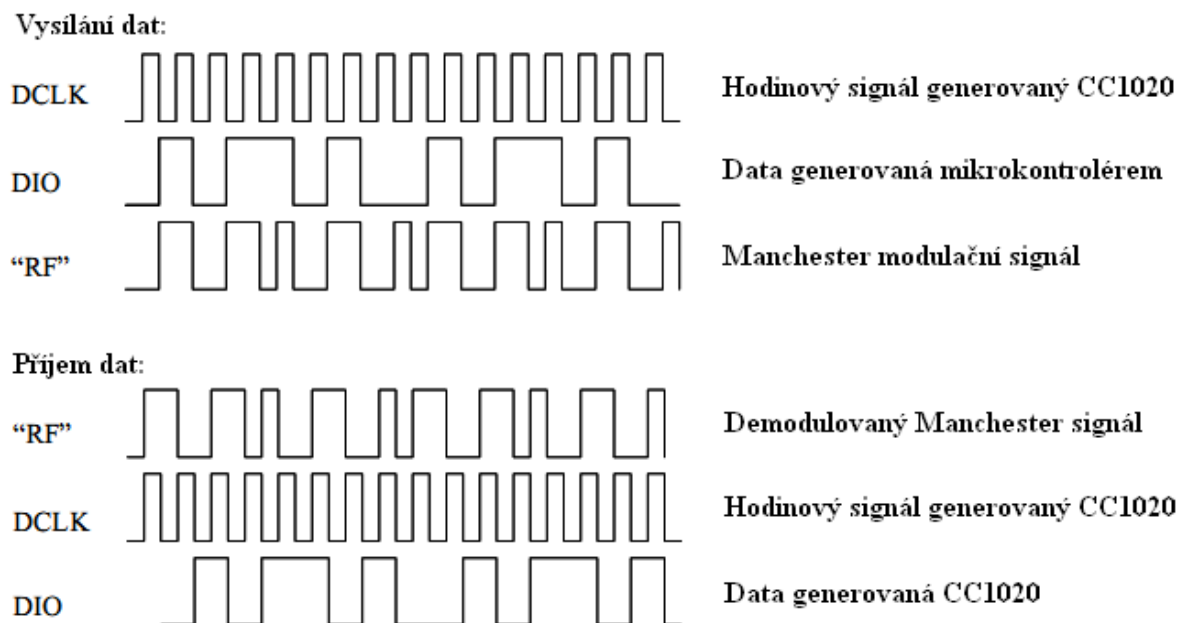 Vysílání dat:
DCLK Hodinový signál generovaný CC1020
DIO Data generovaná mikrokontrolérem
“RF” Manchester modulační signál
Příjem dat:
“RF” Demodulovaný Manchester signál
DCLK Hodinový signál generovaný CC1020
DIO Data generovaná CC1020